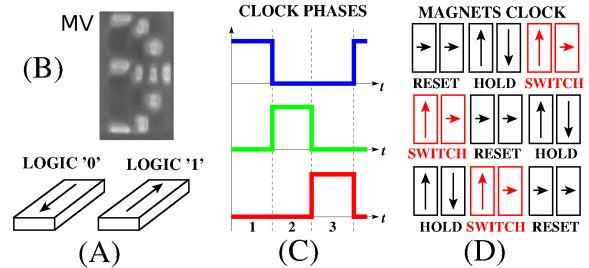 MV
(B)
LOGIC '0'
LOGIC '1'
(A)
CLOCK PHASES
t
t
t
1 2 3
(C)
MAGNETS CLOCK
RESET HOLD SWITCH
SWITCH RESET HOLD
HOLD SWITCH RESET
(D)